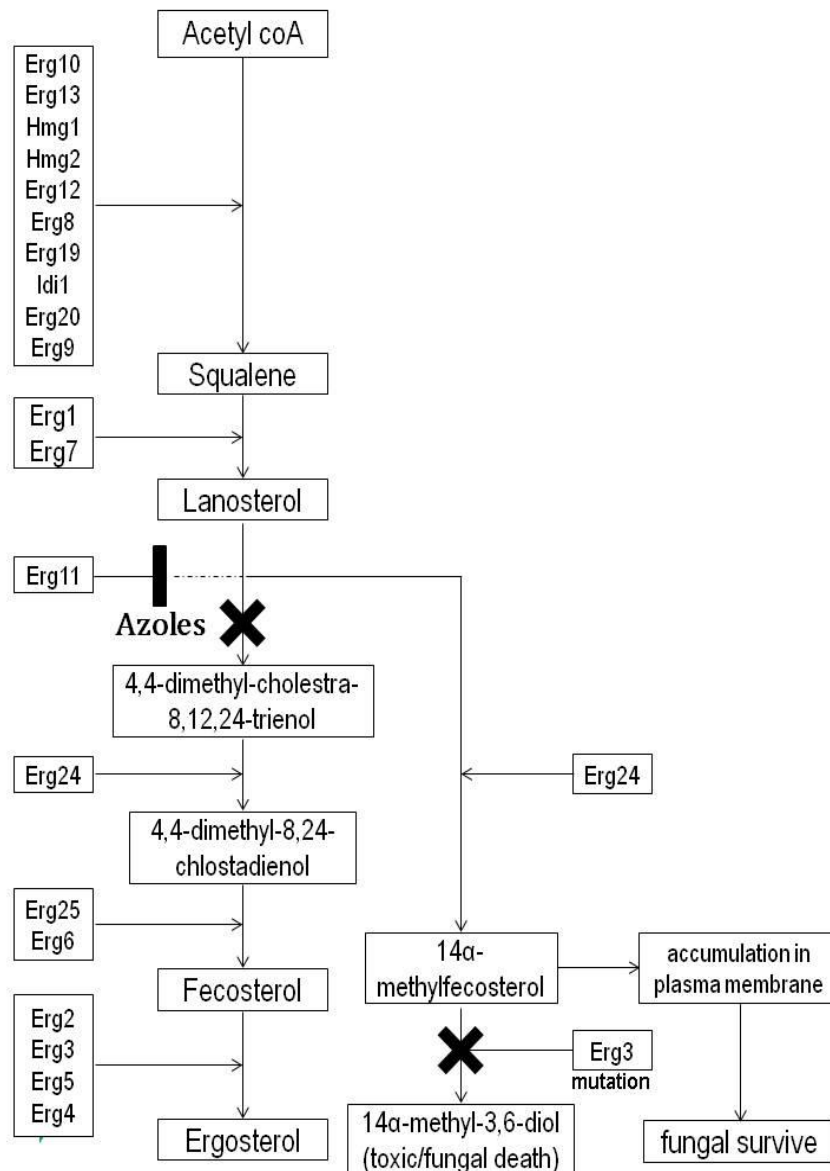 Acetyl coA
Erg10
Erg13
Hmg1
Hmg2
Erg12
Erg8
Erg19
Idi1
Erg20
Erg9
Squalene
Erg1
Erg7
Lanosterol
Erg11
Azoles
4,4-dimethyl-cholestra-
8,12,24-trienol
Erg24
Erg24
4,4-dimethyl-8,24-
chlostadienol
Erg25
Erg6
14α-
methylfecosterol
accumulation in
plasma membrane
Fecosterol
Erg2
Erg3
Erg5
Erg4
Erg3
mutation
Ergosterol
14α-methyl-3,6-diol
(toxic/fungal death)
fungal survive